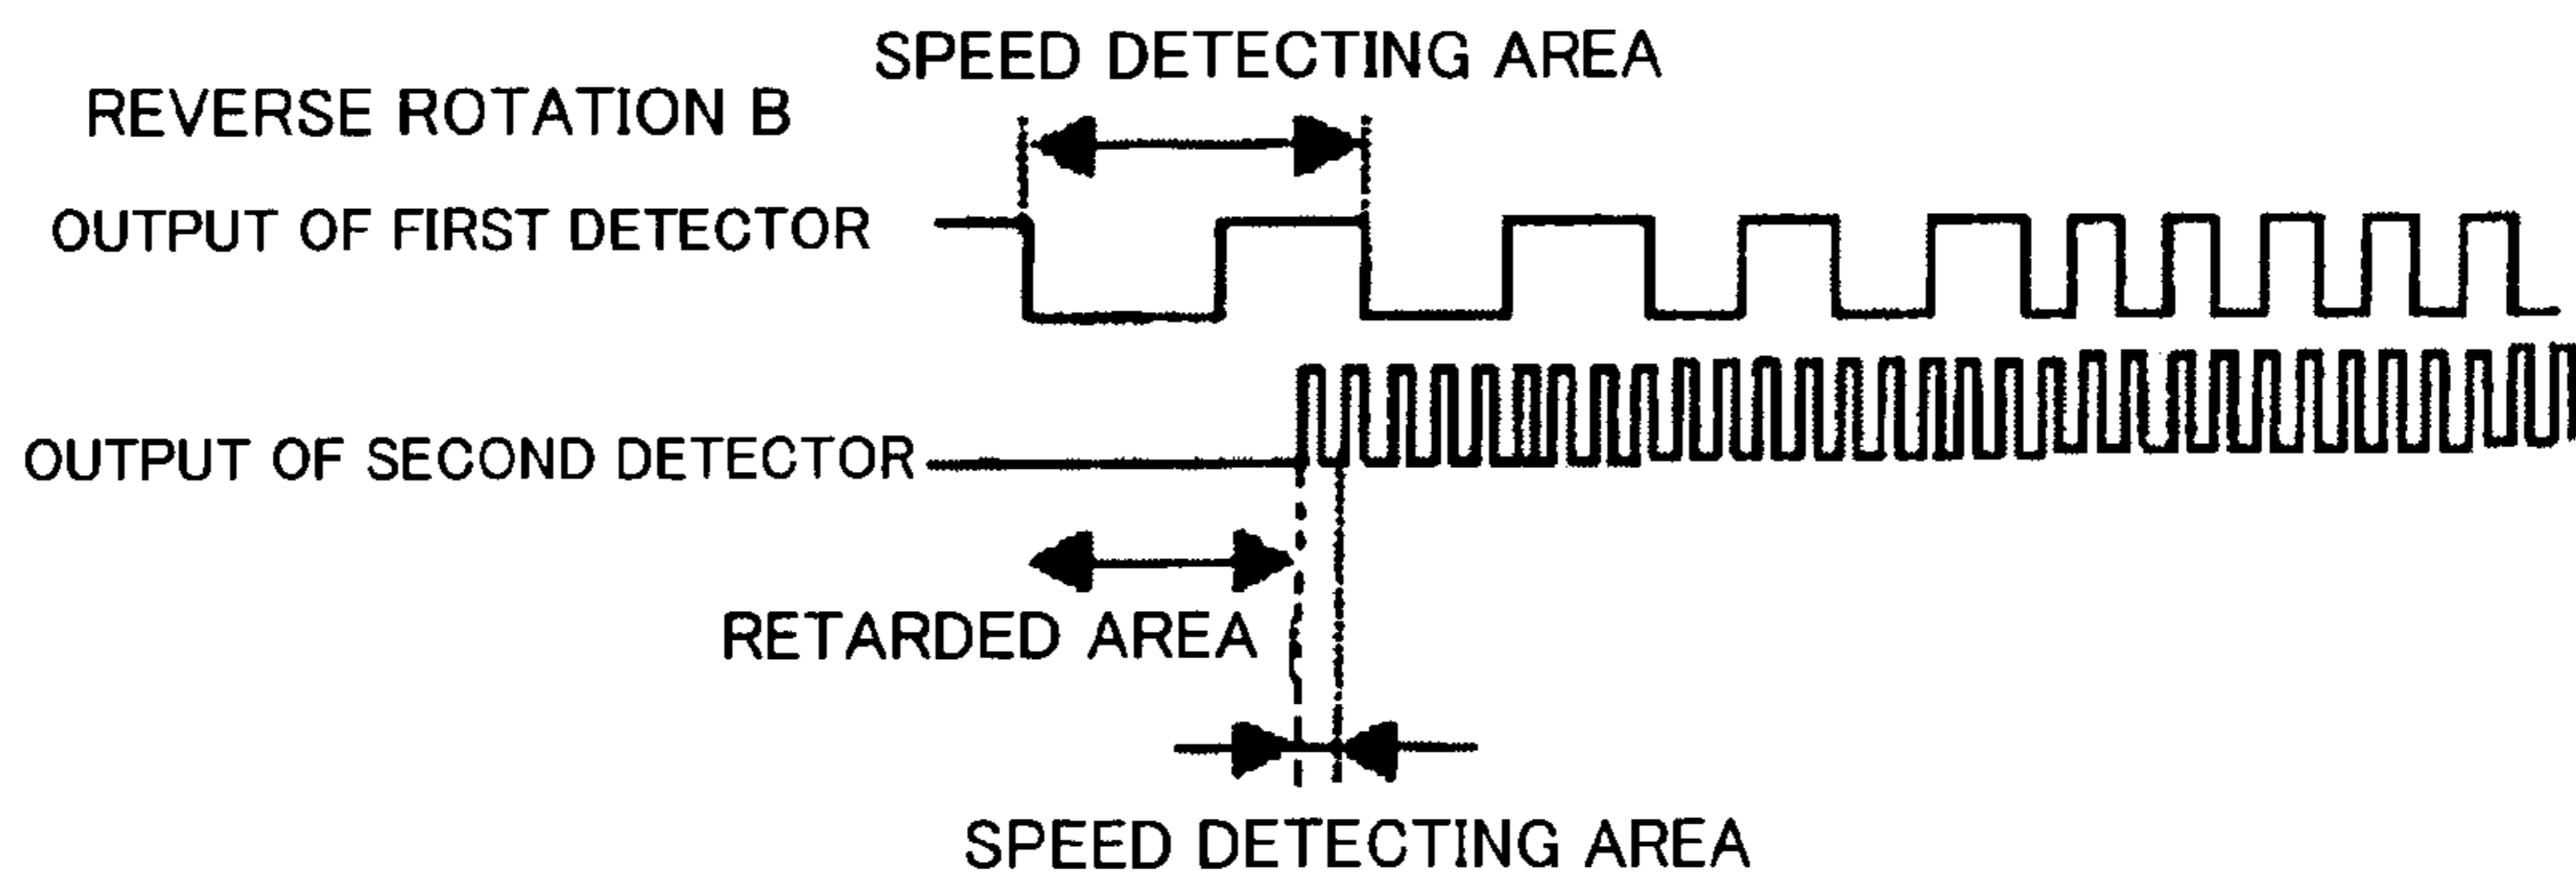 SPEED DETECTING AREA
REVERSE ROTATION B
OUTPUT OF FIRST DETECTOR
OUTPUT OF SECOND DETECTOR
RETARDED AREA
SPEED DETECTING AREA